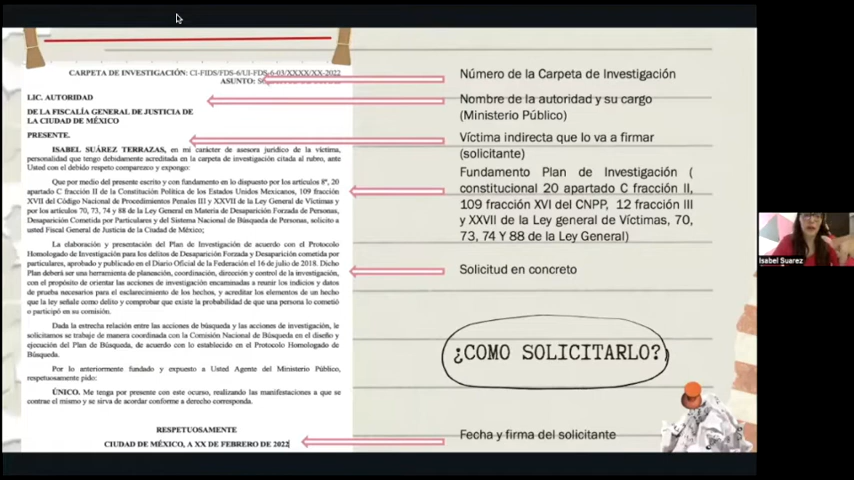 CARPETA DE INVESTIGACIÓN: CI-FIDS/FDS-6/UI-FDS-6-03/XXXX/XX-2022
ASUNTO:
LIC. AUTORIDAD
DE LA FISCALÍA GENERAL DE JUSTICIA DE
LA CIUDAD DE MÉXICO
PRESENTE.
ISABEL SUÁREZ TERRAZAS, en mi carácter de asesora jurídico de la víctima,
personalidad que tengo debidamente acreditada en la carpeta de investigación citada al rubro, ante
Usted con el debido respeto comparezco y expongo:
Que por medio del presente escrito y con fundamento en lo dispuesto por los artículos 8º, 20
apartado C fracción II de la Constitución Política de los Estados Unidos Mexicanos, 109 fracción
XVII del Código Nacional de Procedimientos Penales III y XXVII de la Ley General de Víctimas y
por los artículos 70, 73, 74 y 88 de la Ley General en Materia de Desaparición Forzada de Personas,
Desaparición Cometida por Particulares y del Sistema Nacional de Búsqueda de Personas, solicito a
usted Fiscal General de Justicia de la Ciudad de México;
La elaboración y presentación del Plan de Investigación de acuerdo con el Protocolo
Homologado de Investigación para los delitos de Desaparición Forzada y Desaparición cometida por
particulares, aprobado y publicado en el Diario Oficial de la Federación el 16 de julio de 2018. Dicho
Plan deberá ser una herramienta de planeación, coordinación, dirección y control de la investigación,
con el propósito de orientar las acciones de investigación encaminadas a reunir los indicios y datos
de prueba necesarios para el esclarecimiento de los hechos, y acreditar los elementos de un hecho
que la ley señale como delito y comprobar que existe la probabilidad de que una persona lo cometió
o participó en su comisión.
Dada la estrecha relación entre las acciones de búsqueda y las acciones de investigación, le
solicitamos se trabaje de manera coordinada con la Comisión Nacional de Búsqueda en el diseño y
ejecución del Plan de Búsqueda, de acuerdo con lo establecido en el Protocolo Homologado de
Búsqueda.
Por lo anteriormente fundado y expuesto a Usted Agente del Ministerio Público,
respetuosamente pido:
ÚNICO. Me tenga por presente con este ocurso, realizando las manifestaciones a que se
contrae el mismo y se sirva de acordar conforme a derecho corresponda.
RESPETUOSAMENTE
CIUDAD DE MÉXICO, A XX DE FEBRERO DE 2022
Número de la Carpeta de Investigación
Nombre de la autoridad y su cargo
(Ministerio Público)
Víctima indirecta que lo va a firmar
(solicitante)
Fundamento Plan de Investigación (
constitucional 20 apartado C fracción II,
109 fracción XVI del CNPP, 12 fracción III
y XXVII de la Ley general de Víctimas, 70,
73, 74 Y 88 de la Ley General)
Solicitud en concreto
¿COMO SOLICITARLO?
Fecha y firma del solicitante
Isabel Suarez